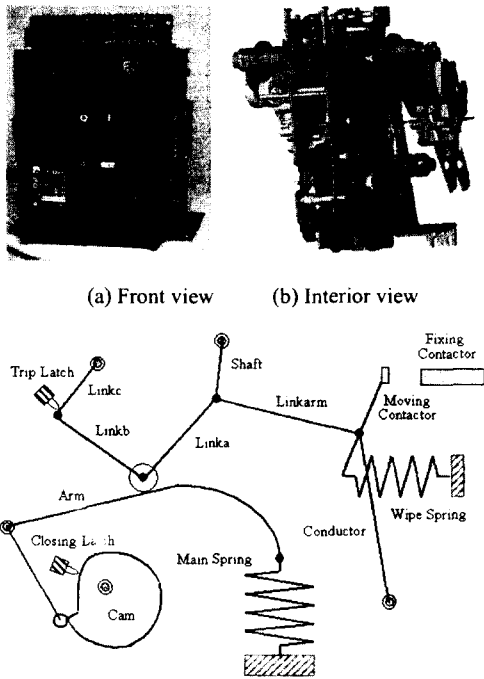 (a) Front view
(b) Interior view
Fixing
Contactor
Shaft
Trip Latch
Linkc
Linkarm
Moving
Contactor
Linkb
Linka
Arm
Wipe Spring
Conductor
Closing
Main Spring
Cam